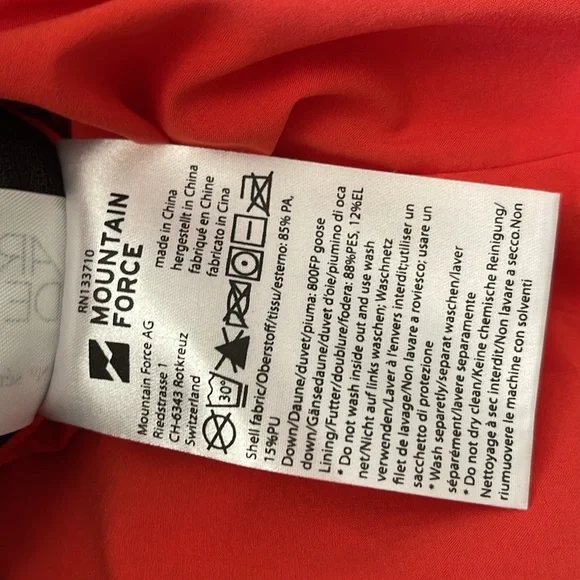 RN133710
MOUNTAIN
FORCE
Mountain Force AG
Riedstrasse 1
CH-6343 Rotkreuz
Switzerland
made in China
hergestellt in China
fabriqué en Chine
fabricato in Cina
30°
Shell fabric/Oberstoff/tissu/esterno: 85% PA,
15%PU
Down/Daune/duvet/piuma: 800FP goose
down/Gänsedaune/duvet d'oie/piumino di oca
Lining/Futter/doublure/fodera: 88%PES, 12%EL
* Do not wash inside out and use wash
net/Nicht auf links waschen; Waschnetz
verwenden/Laver à l'envers interdit;utiliser un
filet de lavage/Non lavare a rovescio; usare un
sacchetto di protezione
* Wash separetly/separat waschen/laver
séparément/lavare separatamente
* Do not dry clean/Keine chemische Reinigung/
Nettoyage à sec interdit/Non lavare a secco.Non
riumuovere le machine con solventi